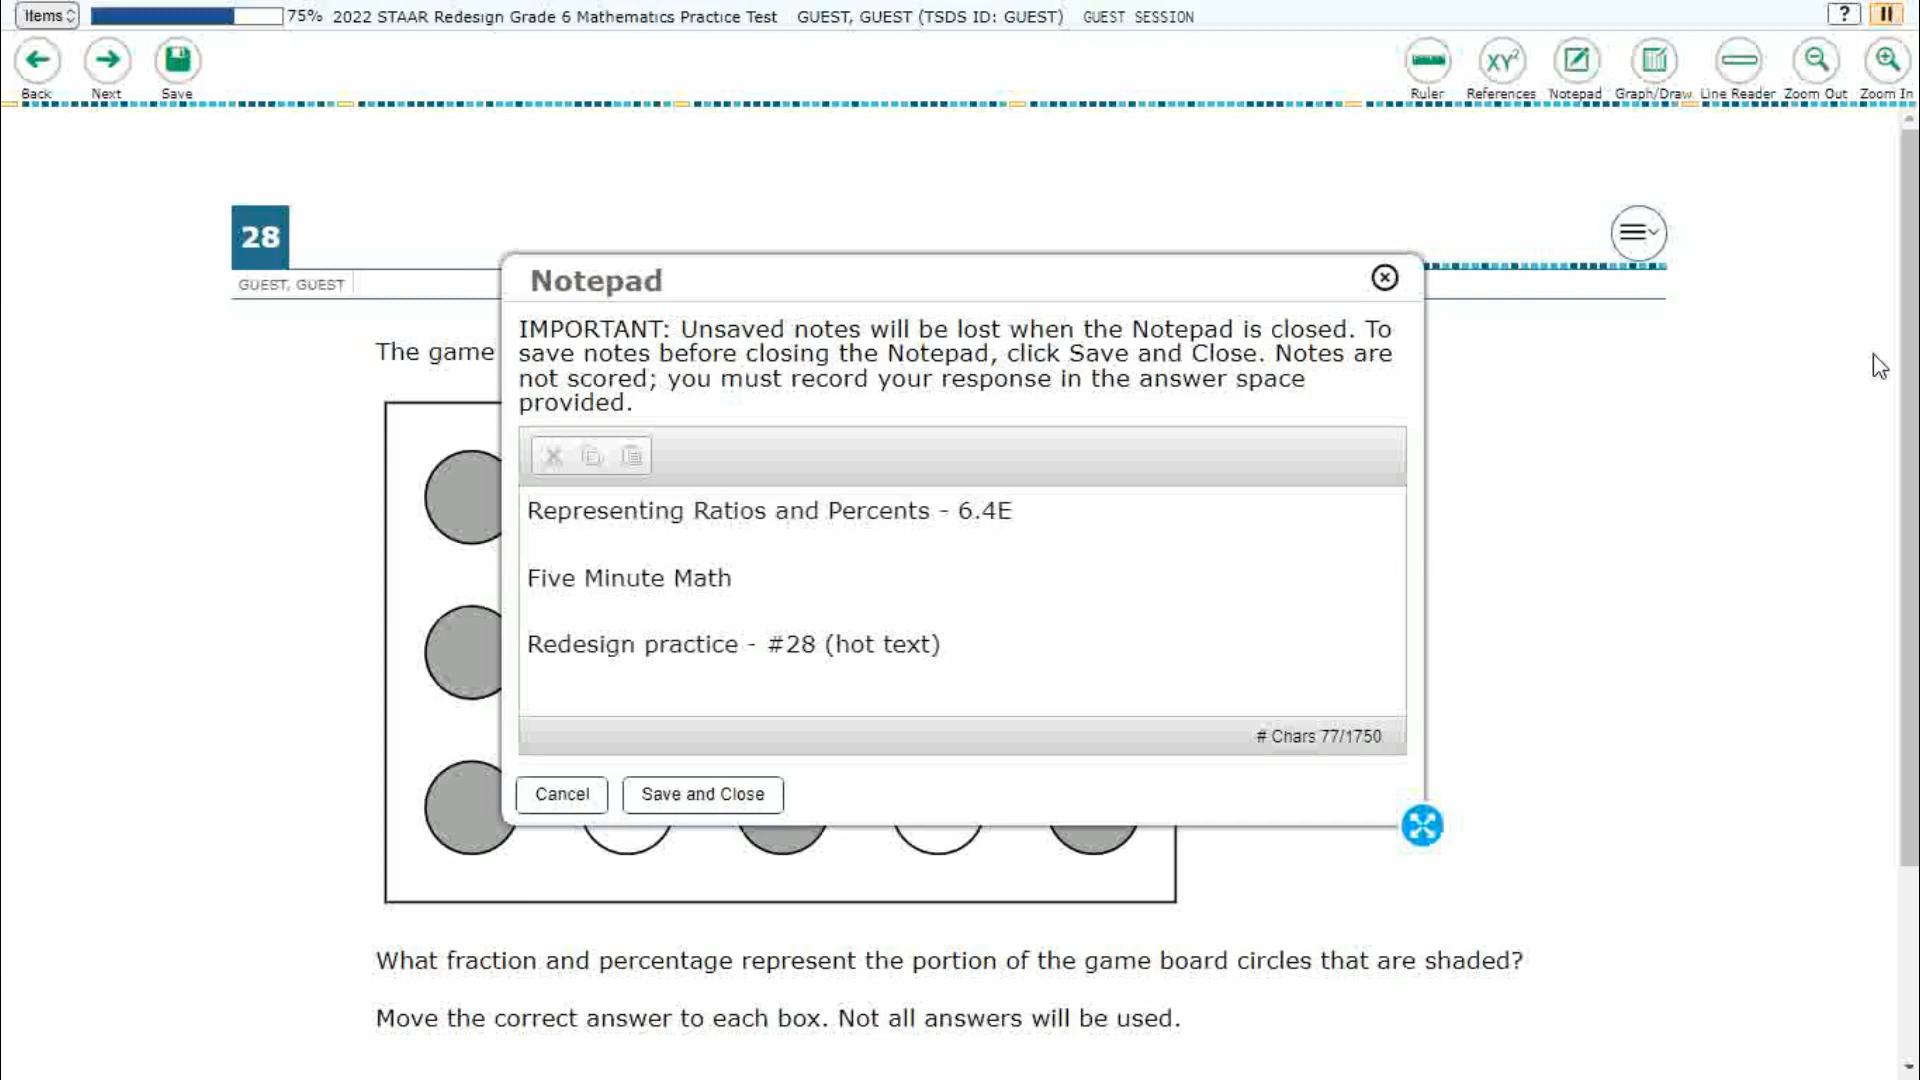 Items
75% 2022 STAAR Redesign Grade 6 Mathematics Practice Test GUEST, GUEST (TSDS ID: GUEST) GUEST SESSION
?
Back Next Save
XY²
Ruler References Notepad Graph/Draw Line Reader Zoom Out Zoom In
28
GUEST, GUEST
The game
Notepad
IMPORTANT: Unsaved notes will be lost when the Notepad is closed. To
save notes before closing the Notepad, click Save and Close. Notes are
not scored; you must record your response in the answer space
provided.
Representing Ratios and Percents - 6.4E
Five Minute Math
Redesign practice - #28 (hot text)
# Chars 77/1750
Cancel Save and Close
What fraction and percentage represent the portion of the game board circles that are shaded?
Move the correct answer to each box. Not all answers will be used.